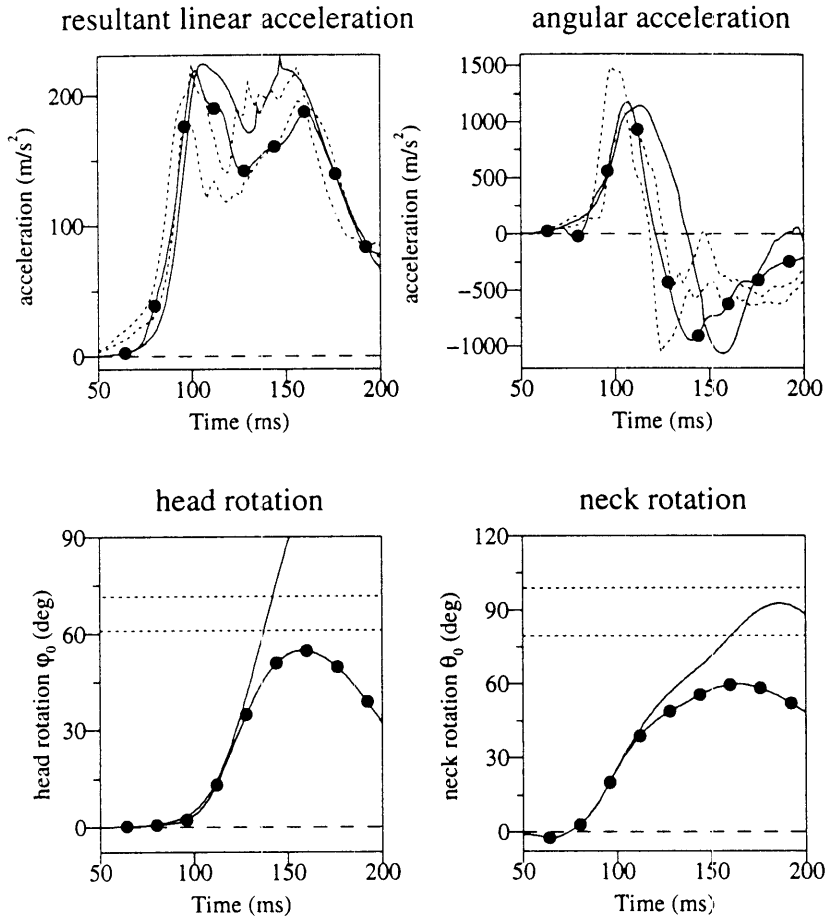 resultant linear acceleration
acceleration (m/s²)
200
100
0
50 100 150 200
Time (ms)
angular acceleration
acceleration (m/s²)
1500
1000
500
0
−500
−1000
50 100 150 200
Time (ms)
head rotation
head rotation φ₀ (deg)
90
60
30
0
50 100 150 200
Time (ms)
neck rotation
neck rotation θ₀ (deg)
120
90
60
30
0
50 100 150 200
Time (ms)